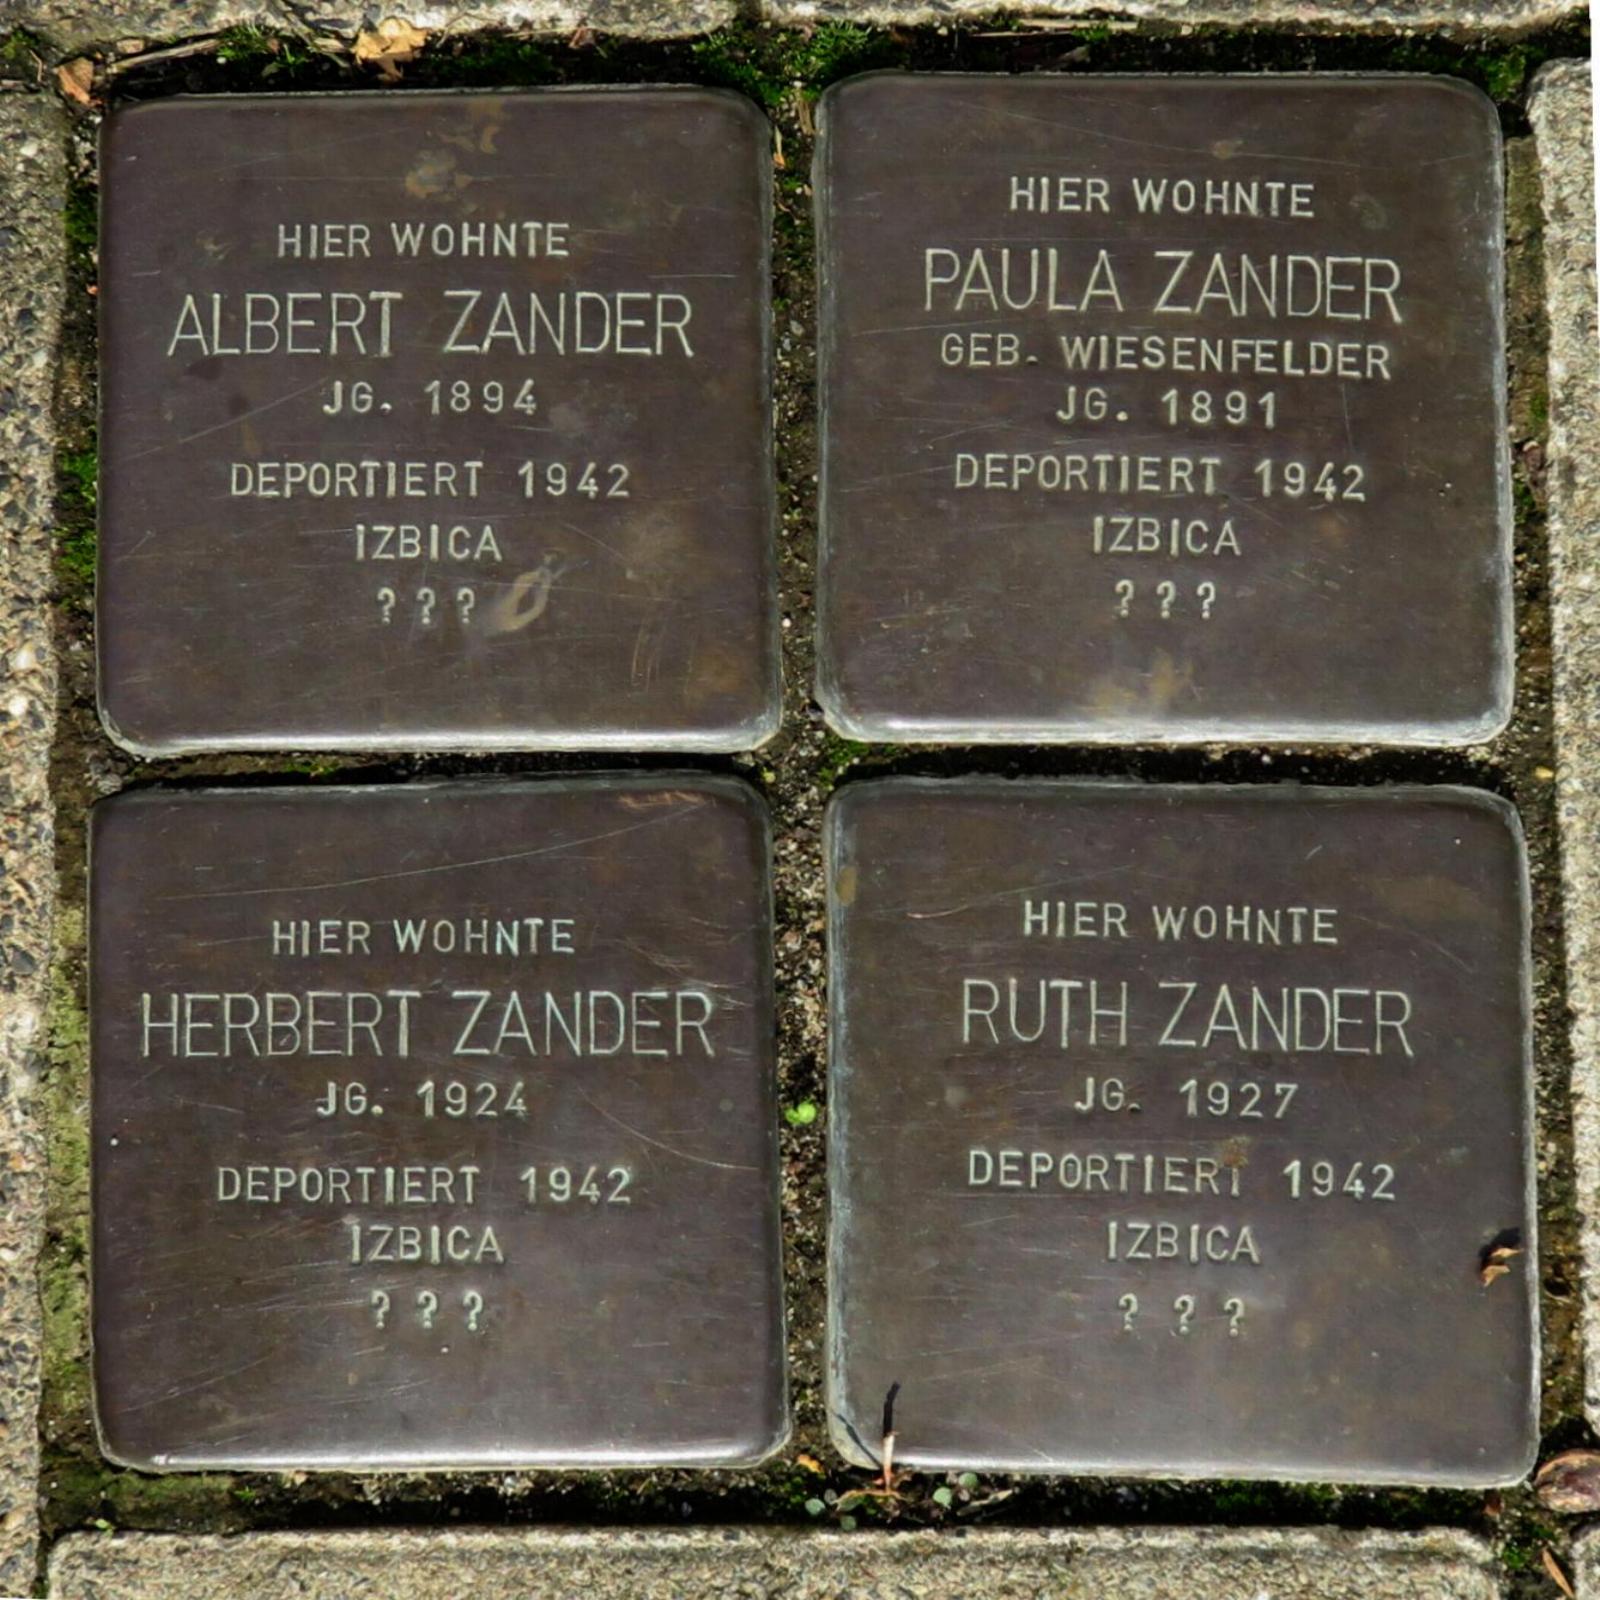 HIER WOHNTE
ALBERT ZANDER
JG. 1894
DEPORTIERT 1942
IZBICA
? ? ?
HIER WOHNTE
PAULA ZANDER
GEB. WIESENFELDER
JG. 1891
DEPORTIERT 1942
IZBICA
? ? ?
HIER WOHNTE
HERBERT ZANDER
JG. 1924
DEPORTIERT 1942
IZBICA
? ? ?
HIER WOHNTE
RUTH ZANDER
JG. 1927
DEPORTIERT 1942
IZBICA
? ? ?